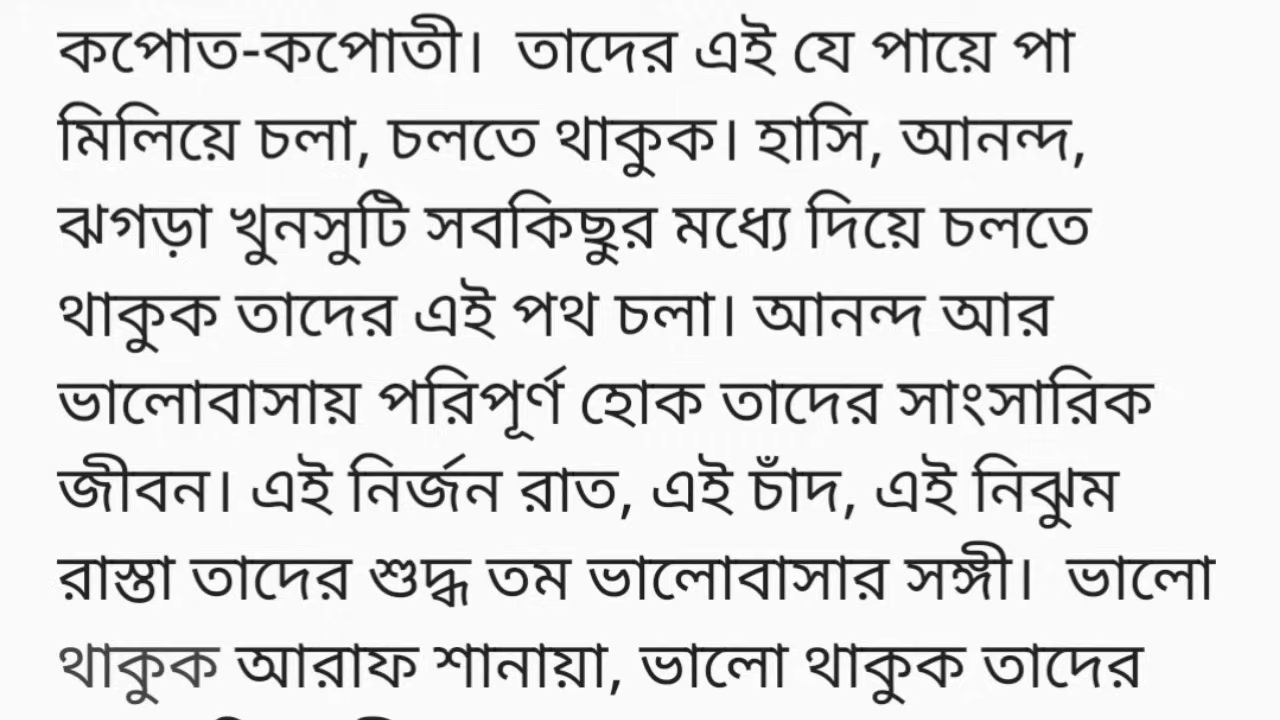 কপোত-কপোতী। তাদের এই যে পায়ে পা
মিলিয়ে চলা, চলতে থাকুক। হাসি, আনন্দ,
ঝগড়া খুনসুটি সবকিছুর মধ্যে দিয়ে চলতে
থাকুক তাদের এই পথ চলা। আনন্দ আর
ভালোবাসায় পরিপূর্ণ হোক তাদের সাংসারিক
জীবন। এই নির্জন রাত, এই চাঁদ, এই নিঝুম
রাস্তা তাদের শুদ্ধ তম ভালোবাসার সঙ্গী। ভালো
থাকুক আরাফ শানায়া, ভালো থাকুক তাদের